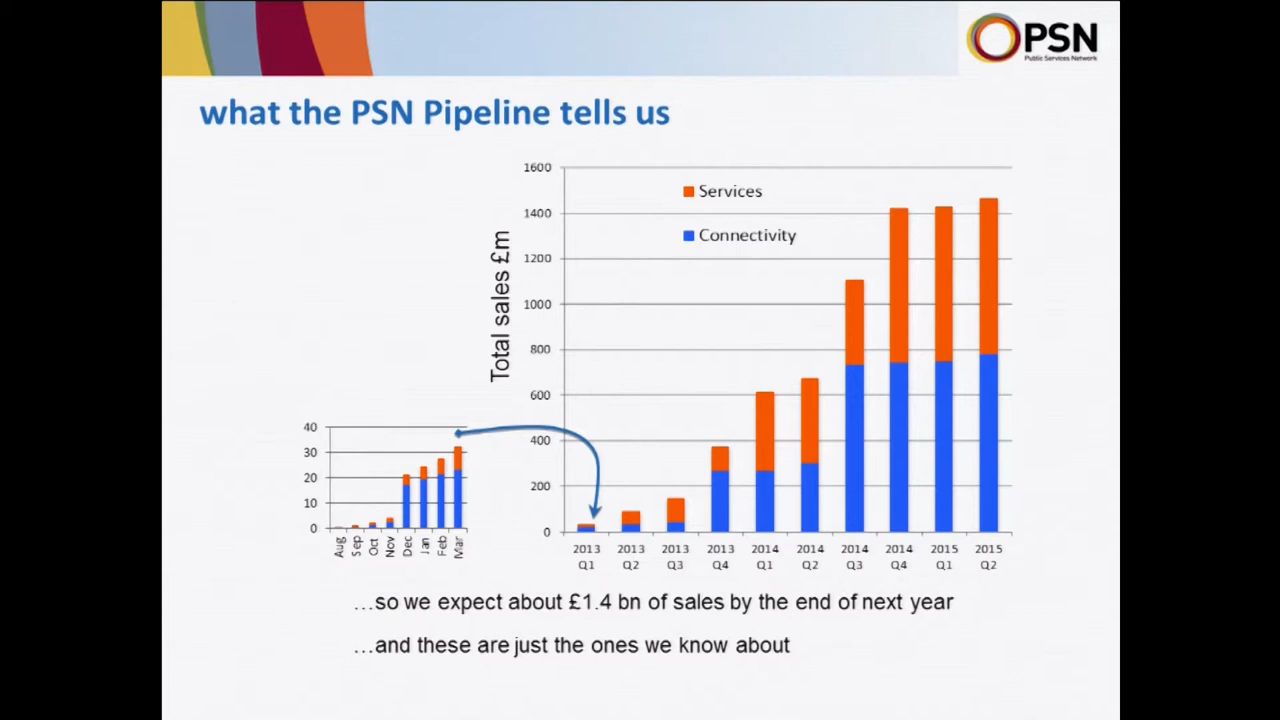 PSN
Public Services Network
what the PSN Pipeline tells us
1600
1400
1200
1000
800
600
400
200
0
Total sales £m
Services
Connectivity
2013 Q1
2013 Q2
2013 Q3
2013 Q4
2014 Q1
2014 Q2
2014 Q3
2014 Q4
2015 Q1
2015 Q2
40
30
20
10
0
Aug
Sep
Oct
Nov
Dec
Jan
Feb
Mar
...so we expect about £1.4 bn of sales by the end of next year
...and these are just the ones we know about